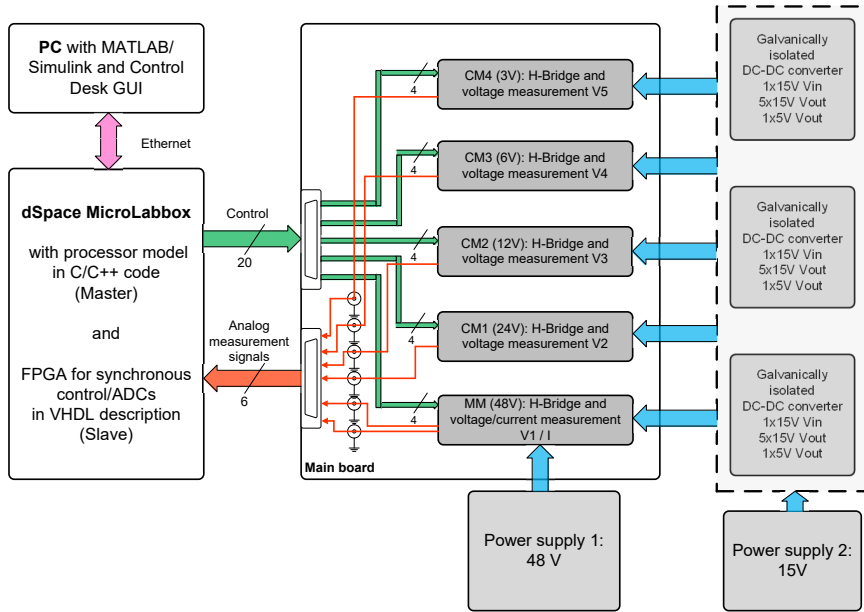 PC with MATLAB/
Simulink and Control
Desk GUI
Ethernet
dSpace MicroLabbox
with processor model
in C/C++ code
(Master)
and
FPGA for synchronous
control/ADCs
in VHDL description
(Slave)
Control
20
Analog
measurement
signals
6
4
CM4 (3V): H-Bridge and
voltage measurement V5
4
CM3 (6V): H-Bridge and
voltage measurement V4
4
CM2 (12V): H-Bridge and
voltage measurement V3
4
CM1 (24V): H-Bridge and
voltage measurement V2
4
MM (48V): H-Bridge and
voltage/current measurement
V1 / I
Main board
Power supply 1:
48 V
Galvanically
isolated
DC-DC converter
1x15V Vin
5x15V Vout
1x5V Vout
Galvanically
isolated
DC-DC converter
1x15V Vin
5x15V Vout
1x5V Vout
Galvanically
isolated
DC-DC converter
1x15V Vin
5x15V Vout
1x5V Vout
Power supply 2:
15V